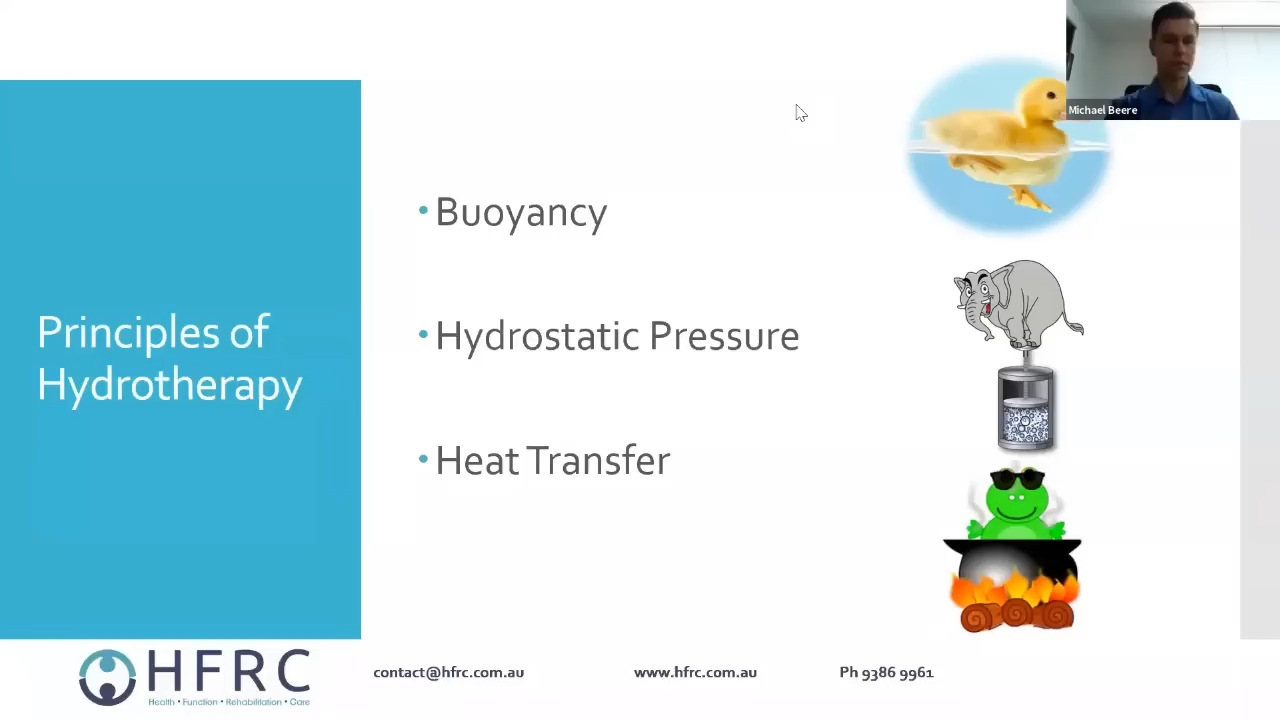 Michael Beere
Principles of
Hydrotherapy
• Buoyancy
• Hydrostatic Pressure
• Heat Transfer
HFRC
Health • Function • Rehabilitation • Care
contact@hfrc.com.au
www.hfrc.com.au
Ph 9386 9961